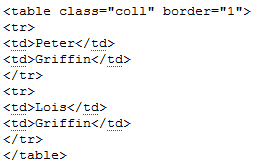 <table class="coll" border="1">
<tr>
<td>Peter</td>
<td>Griffin</td>
</tr>
<tr>
<td>Lois</td>
<td>Griffin</td>
</tr>
</table>